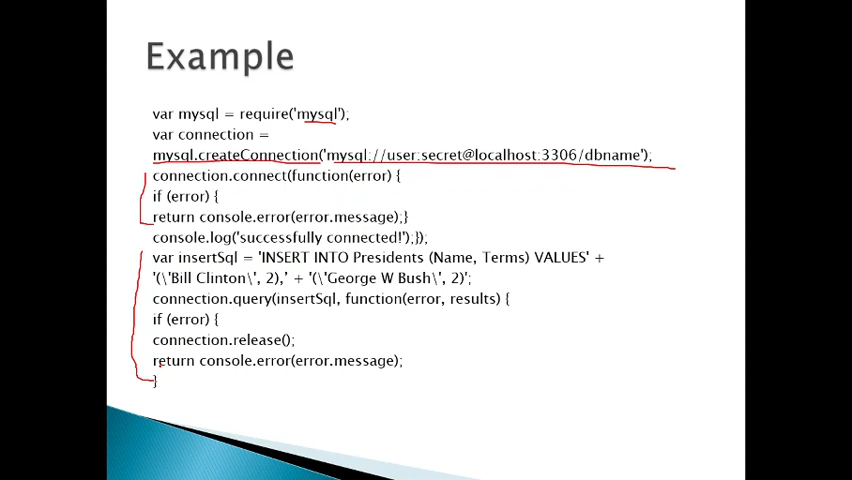 Example
var mysql = require('mysql');
var connection =
mysql.createConnection('mysql://user:secret@localhost:3306/dbname');
connection.connect(function(error) {
if (error) {
return console.error(error.message);}
console.log('successfully connected!');});
var insertSql = 'INSERT INTO Presidents (Name, Terms) VALUES' +
'(\'Bill Clinton\', 2),’ + '(\'George W Bush\', 2)';
connection.query(insertSql, function(error, results) {
if (error) {
connection.release();
return console.error(error.message);
}